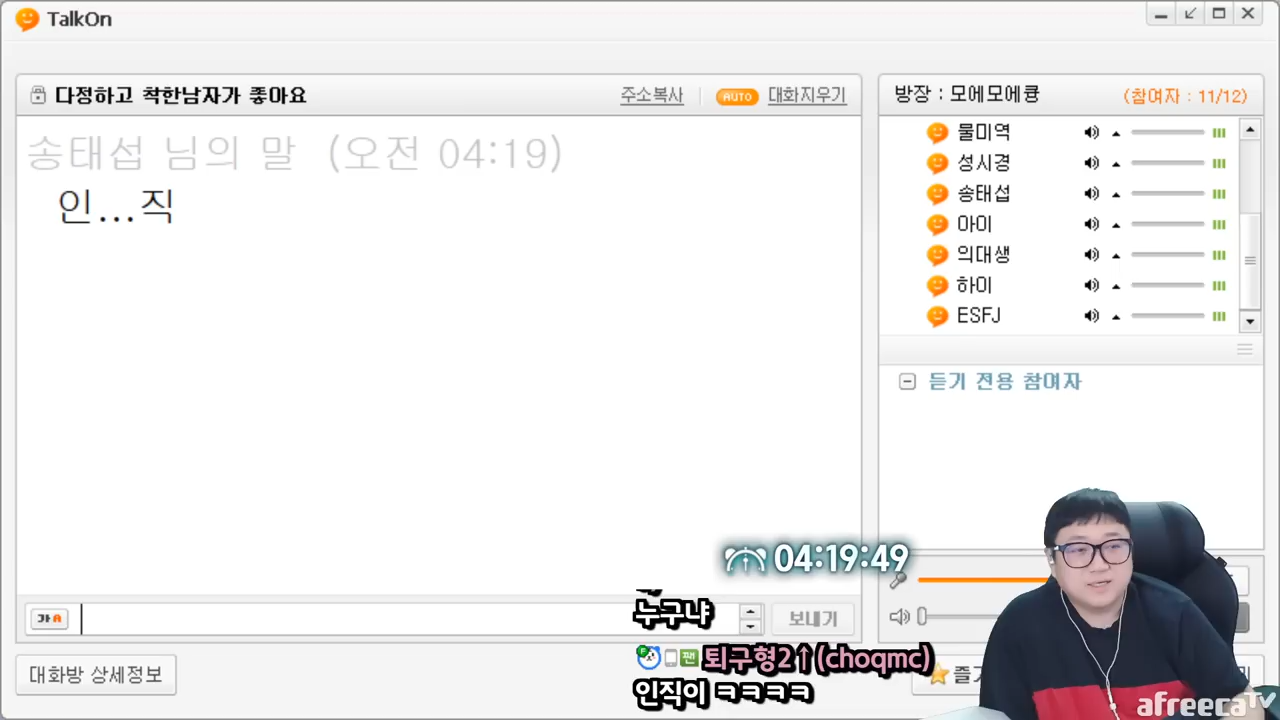 TalkOn
다정하고 착한남자가 좋아요
주소복사
AUTO 대화지우기
송태섭 님의 말 (오전 04:19)
인...직
방장 : 모에모에큥 (참여자 : 11/12)
물미역
성시경
송태섭
아이
의대생
하이
ESFJ
듣기 전용 참여자
04:19:49
가A
보내기
누구냐
F 팬 퇴구형2↑(choqmc)
인직이 ㅋㅋㅋㅋ
대화방 상세정보
afreecaTV